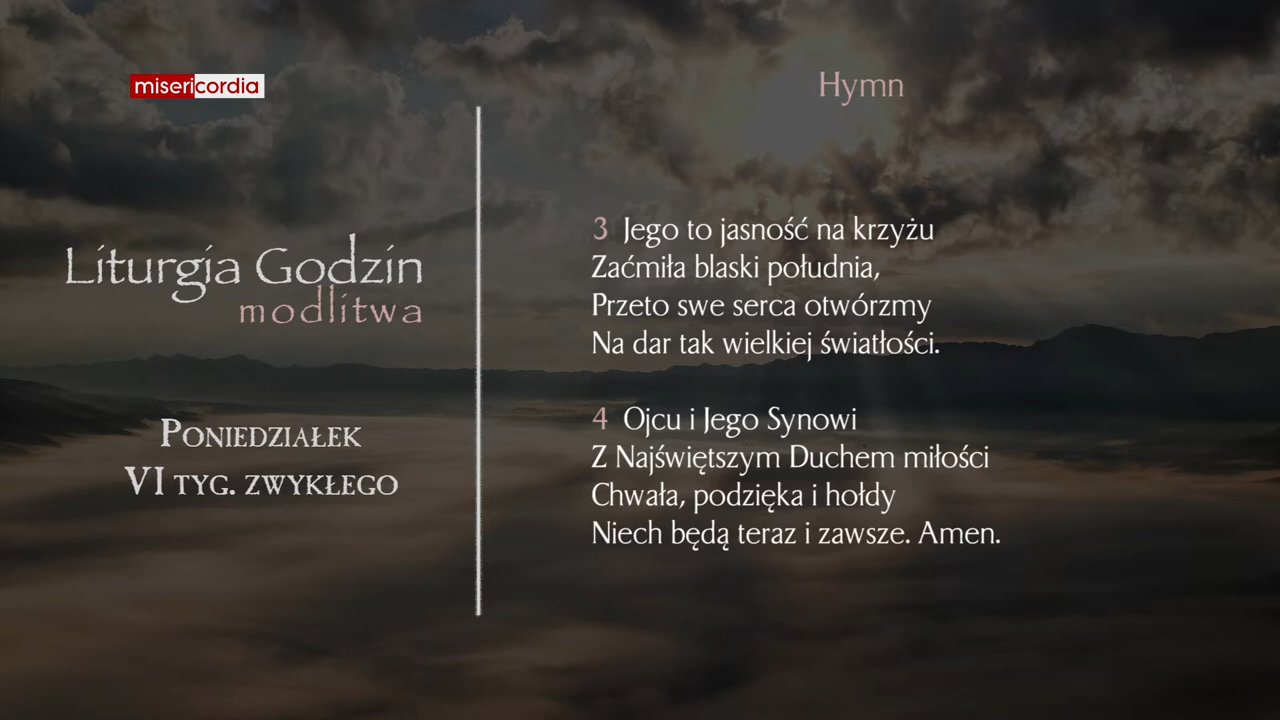 misericordia
Liturgia Godzin
modlitwa
Poniedziałek
VI tyg. zwykłego
Hymn
3 Jego to jasność na krzyżu
Zaćmiła blaski południa,
Przeto swe serca otwórzmy
Na dar tak wielkiej światłości.
4 Ojcu i Jego Synowi
Z Najświętszym Duchem miłości
Chwała, podzięka i hołdy
Niech będą teraz i zawsze. Amen.